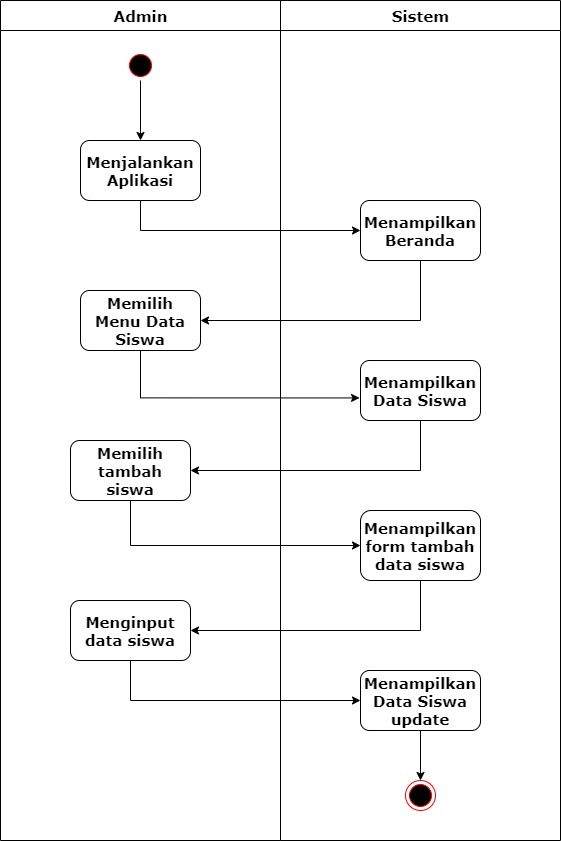 Admin
Sistem
Menjalankan
Aplikasi
Menampilkan
Beranda
Memilih
Menu Data
Siswa
Menampilkan
Data Siswa
Memilih
tambah
siswa
Menampilkan
form tambah
data siswa
Menginput
data siswa
Menampilkan
Data Siswa
update